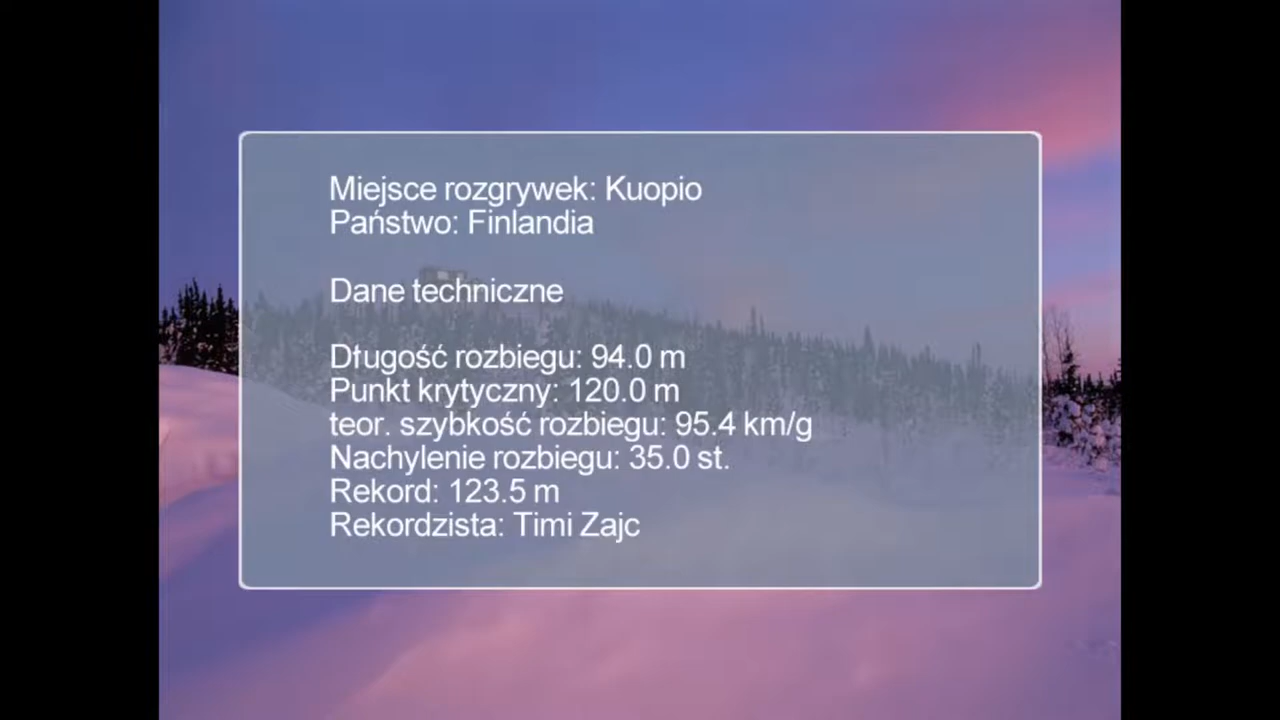 Miejsce rozgrywek: Kuopio
Państwo: Finlandia
Dane techniczne
Długość rozbiegu: 94.0 m
Punkt krytyczny: 120.0 m
teor. szybkość rozbiegu: 95.4 km/g
Nachylenie rozbiegu: 35.0 st.
Rekord: 123.5 m
Rekordzista: Timi Zajc